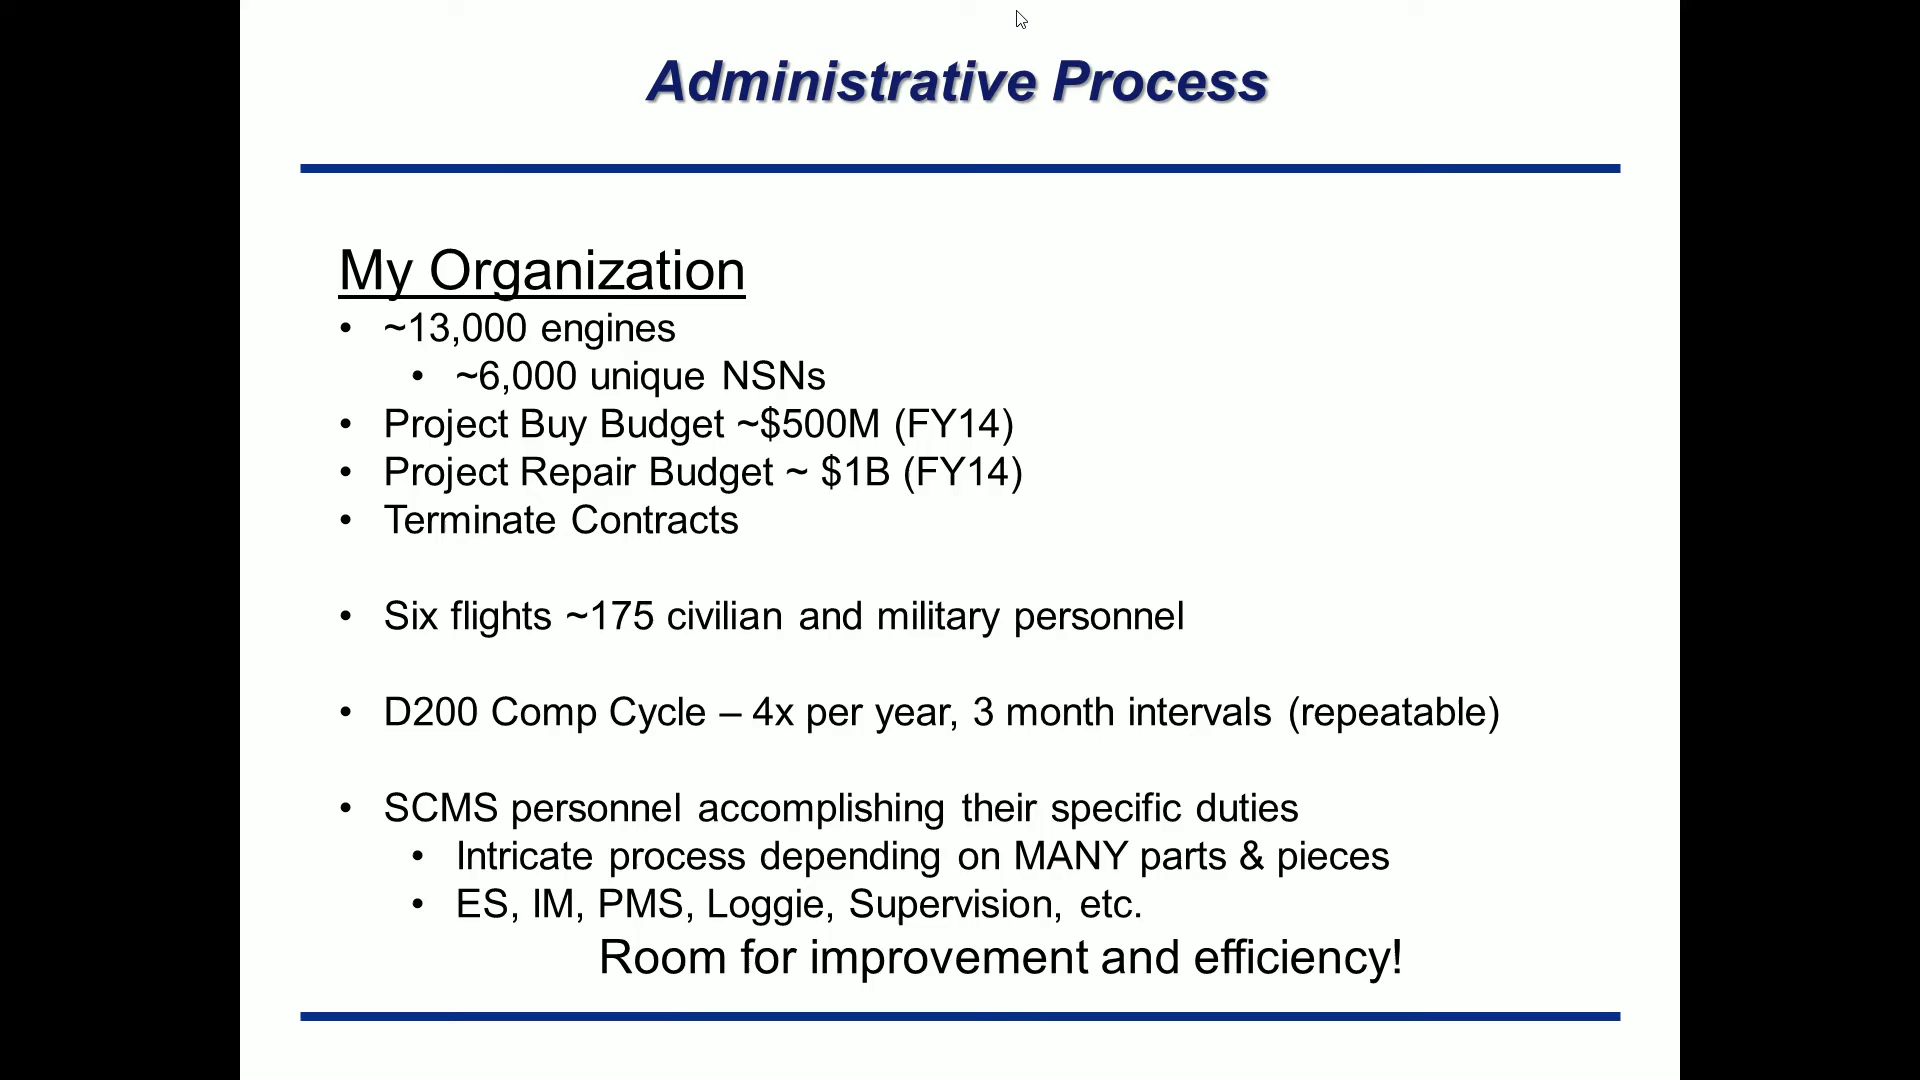 Administrative Process
My Organization
• ~13,000 engines
• ~6,000 unique NSNs
• Project Buy Budget ~$500M (FY14)
• Project Repair Budget ~ $1B (FY14)
• Terminate Contracts
• Six flights ~175 civilian and military personnel
• D200 Comp Cycle – 4x per year, 3 month intervals (repeatable)
• SCMS personnel accomplishing their specific duties
• Intricate process depending on MANY parts & pieces
• ES, IM, PMS, Loggie, Supervision, etc.
Room for improvement and efficiency!